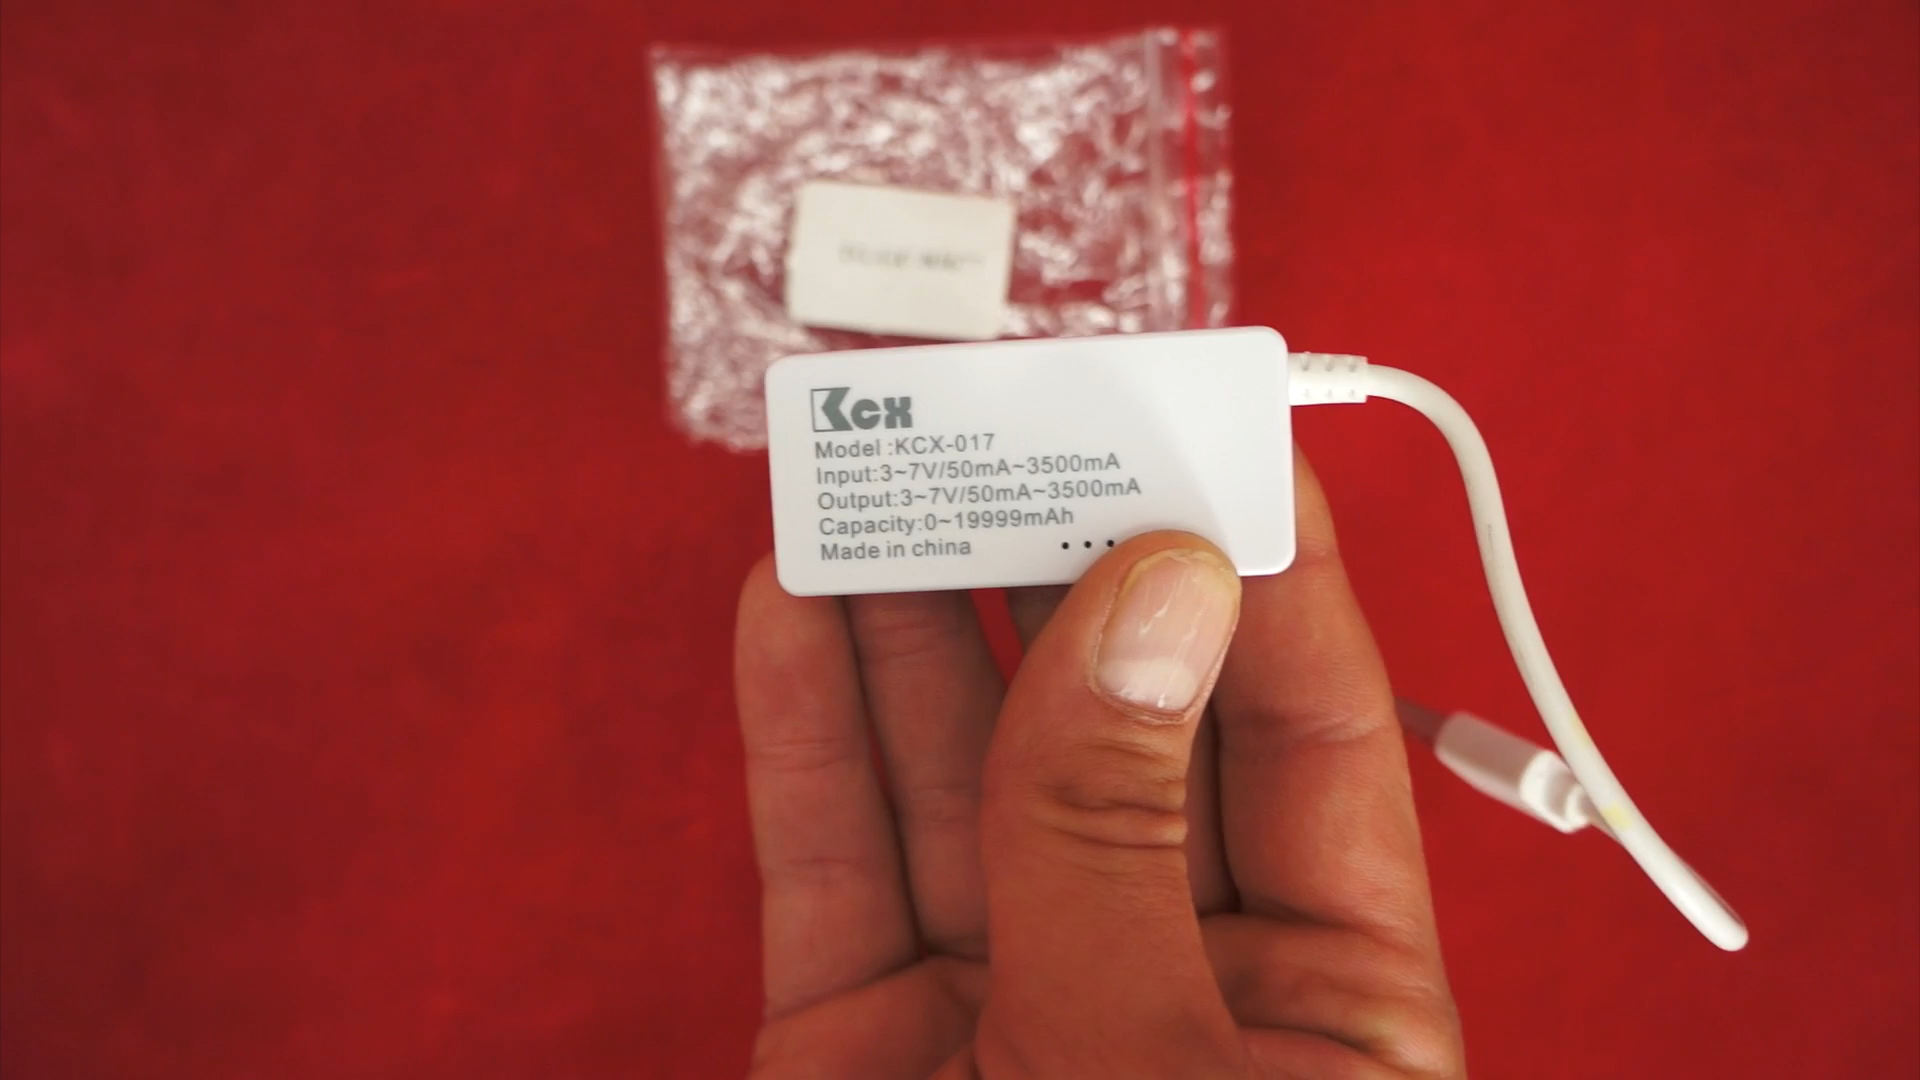 Kcx
Model :KCX-017
Input:3~7V/50mA~3500mA
Output:3~7V/50mA~3500mA
Capacity:0~19999mAh
Made in china